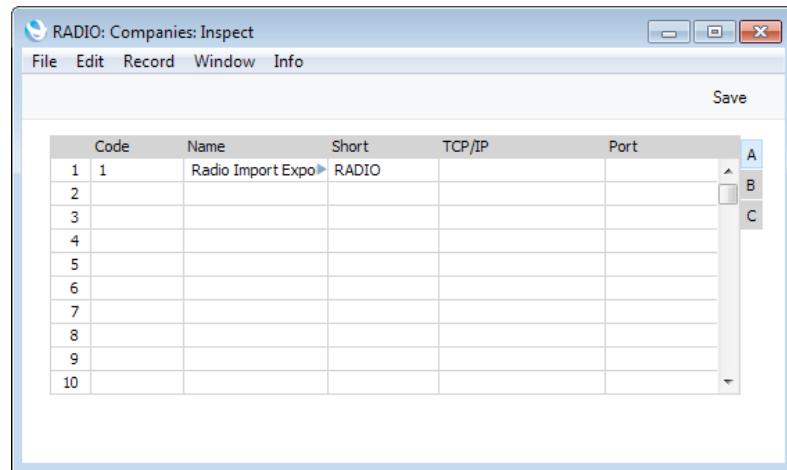 RADIO: Companies: Inspect
File Edit Record Window Info
Save
Code Name Short TCP/IP Port
A
1 1 Radio Import Expo RADIO
B
2
C
3
4
5
6
7
8
9
10